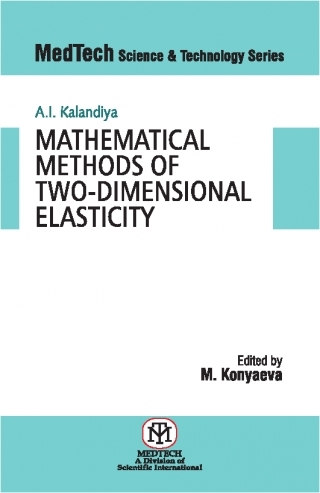 MedTech Science & Technology Series
A.I. Kalandiya
MATHEMATICAL
METHODS OF
TWO-DIMENSIONAL
ELASTICITY
Edited by
M. Konyaeva
MEDTECH
A Division of
Scientific International